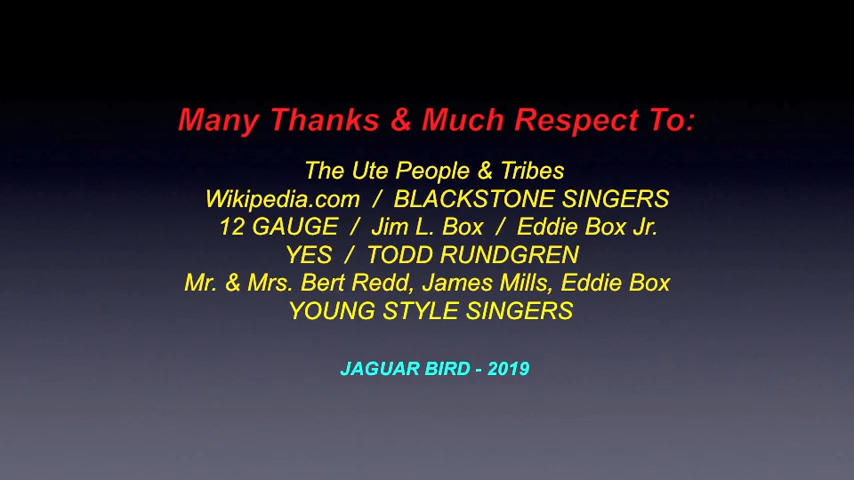 Many Thanks & Much Respect To:
The Ute People & Tribes
Wikipedia.com / BLACKSTONE SINGERS
12 GAUGE / Jim L. Box / Eddie Box Jr.
YES / TODD RUNDGREN
Mr. & Mrs. Bert Redd, James Mills, Eddie Box
YOUNG STYLE SINGERS
JAGUAR BIRD - 2019